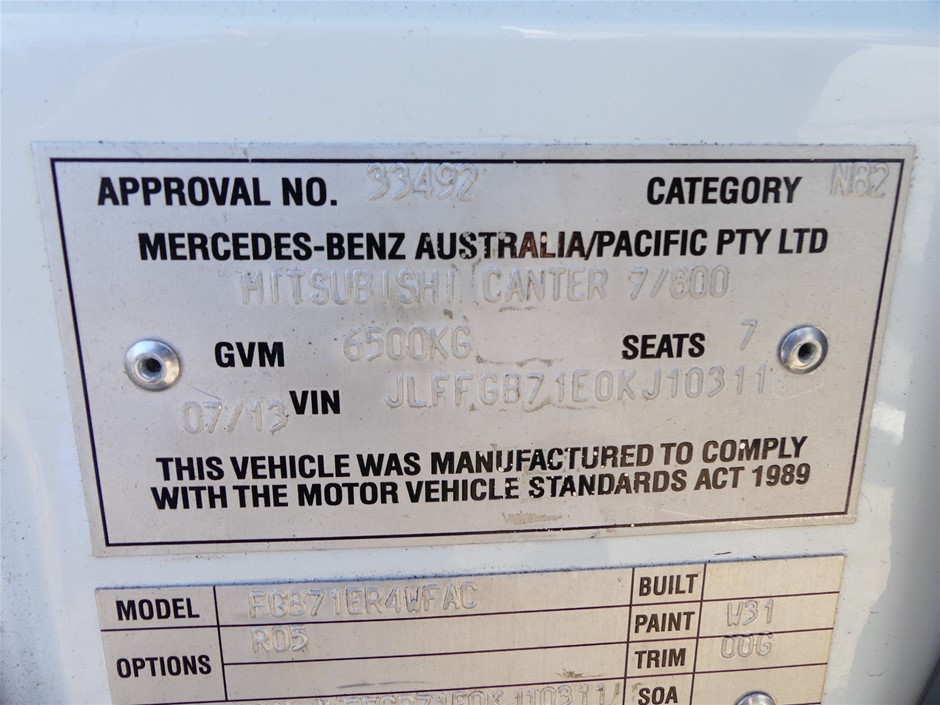 APPROVAL NO. 33492 CATEGORY NB2
MERCEDES-BENZ AUSTRALIA/PACIFIC PTY LTD
MITSUBISHI CANTER 7/800
GVM 6500KG SEATS 7
07/13 VIN JLFFGB71E0KJ10311
THIS VEHICLE WAS MANUFACTURED TO COMPLY
WITH THE MOTOR VEHICLE STANDARDS ACT 1989
MODEL FGB71ER4WFAC BUILT
R05 PAINT W31
OPTIONS TRIM 00G
JLFFGB71E0KJ10311 SOA